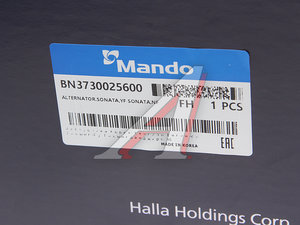 Mando
BN3730025600
ALTERNATOR.SONATA,YF SONATA,NF
FH 1 PCS
MADE IN KOREA
EAC
Halla Holdings Corp.